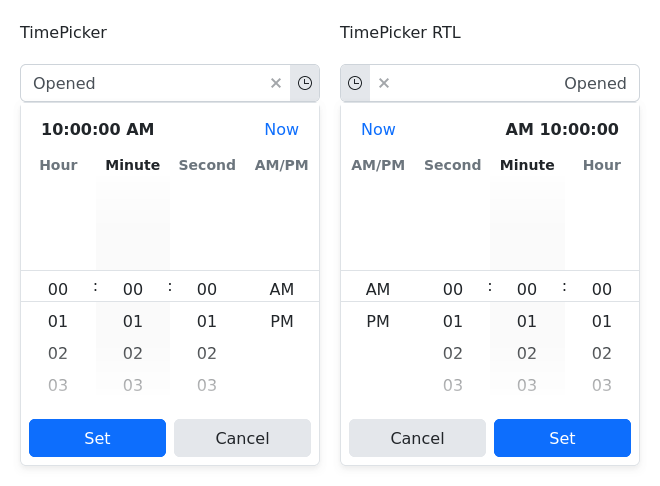 TimePicker
Opened
10:00:00 AM Now
Hour Minute Second AM/PM
00 : 00 : 00 AM
01 01 01 PM
02 02 02
03 03 03
Set Cancel
TimePicker RTL
Opened
Now AM 10:00:00
AM/PM Second Minute Hour
AM 00 : 00 : 00
PM 01 01 01
02 02 02
03 03 03
Cancel Set